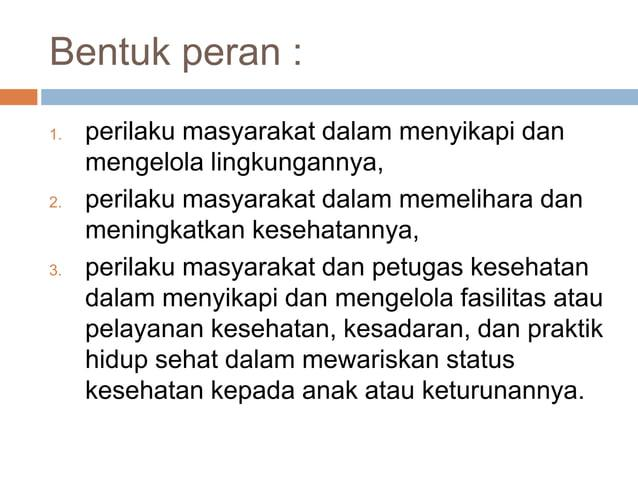 Bentuk peran :
1. perilaku masyarakat dalam menyikapi dan
mengelola lingkungannya,
2. perilaku masyarakat dalam memelihara dan
meningkatkan kesehatannya,
3. perilaku masyarakat dan petugas kesehatan
dalam menyikapi dan mengelola fasilitas atau
pelayanan kesehatan, kesadaran, dan praktik
hidup sehat dalam mewariskan status
kesehatan kepada anak atau keturunannya.